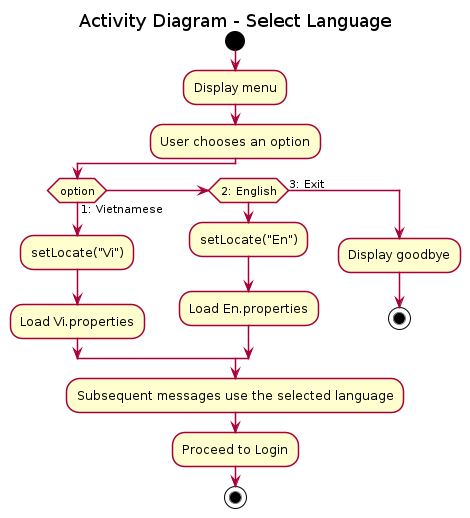 Activity Diagram - Select Language
Display menu
User chooses an option
option
2: English
3: Exit
1: Vietnamese
setLocate("Vi")
setLocate("En")
Display goodbye
Load Vi.properties
Load En.properties
Subsequent messages use the selected language
Proceed to Login